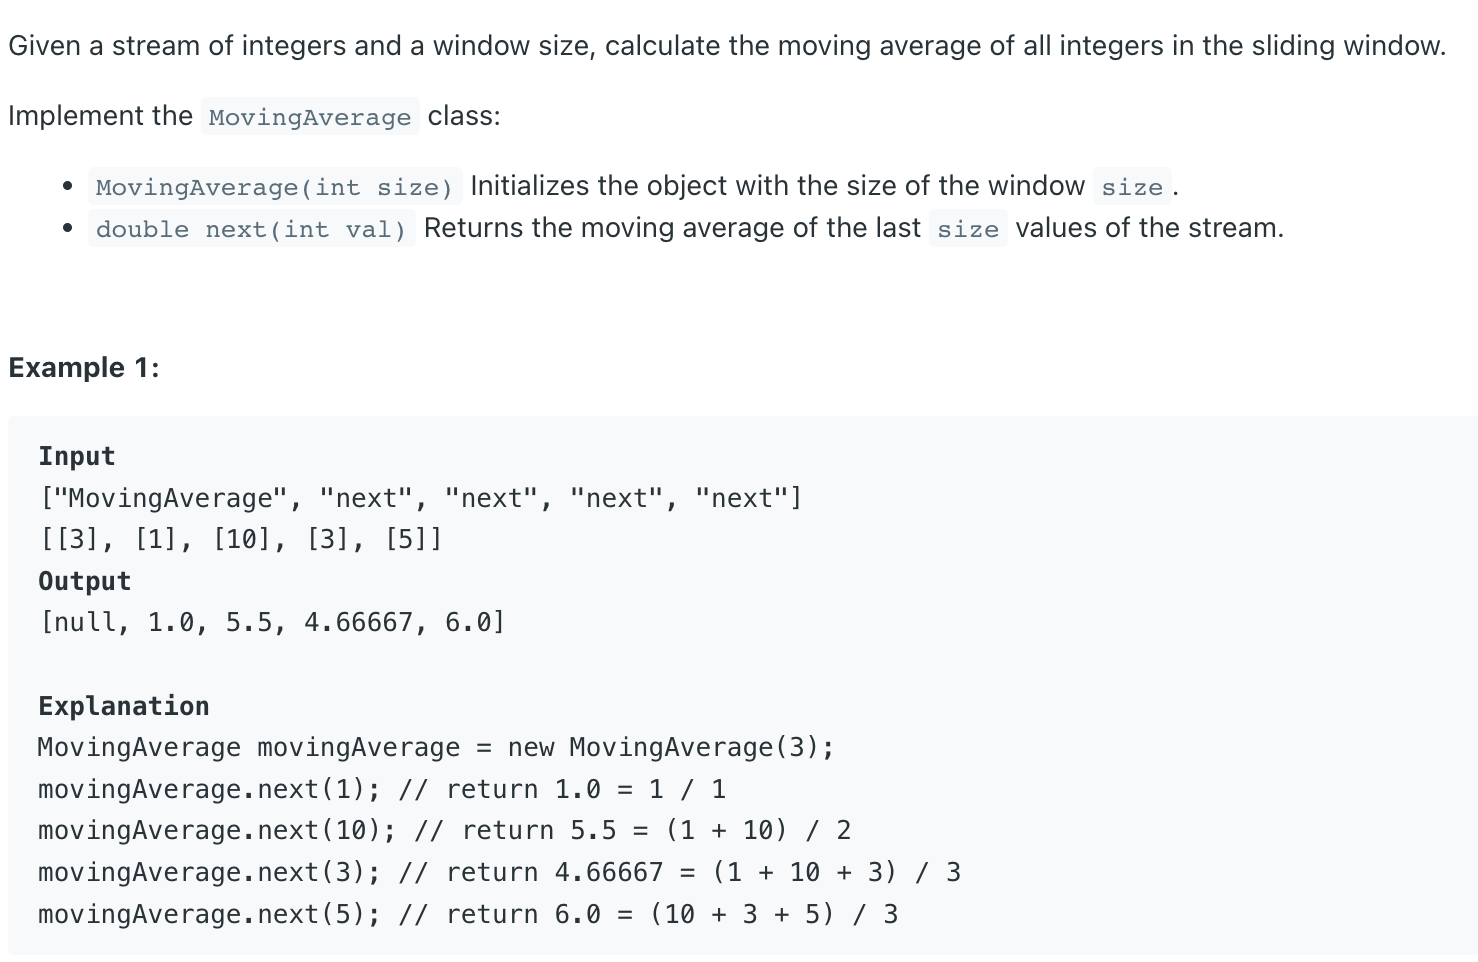 Given a stream of integers and a window size, calculate the moving average of all integers in the sliding window.
Implement the MovingAverage class:
• MovingAverage(int size) Initializes the object with the size of the window size.
• double next(int val) Returns the moving average of the last size values of the stream.
Example 1:
Input
["MovingAverage", "next", "next", "next", "next"]
[[3], [1], [10], [3], [5]]
Output
[null, 1.0, 5.5, 4.66667, 6.0]
Explanation
MovingAverage movingAverage = new MovingAverage(3);
movingAverage.next(1); // return 1.0 = 1 / 1
movingAverage.next(10); // return 5.5 = (1 + 10) / 2
movingAverage.next(3); // return 4.66667 = (1 + 10 + 3) / 3
movingAverage.next(5); // return 6.0 = (10 + 3 + 5) / 3